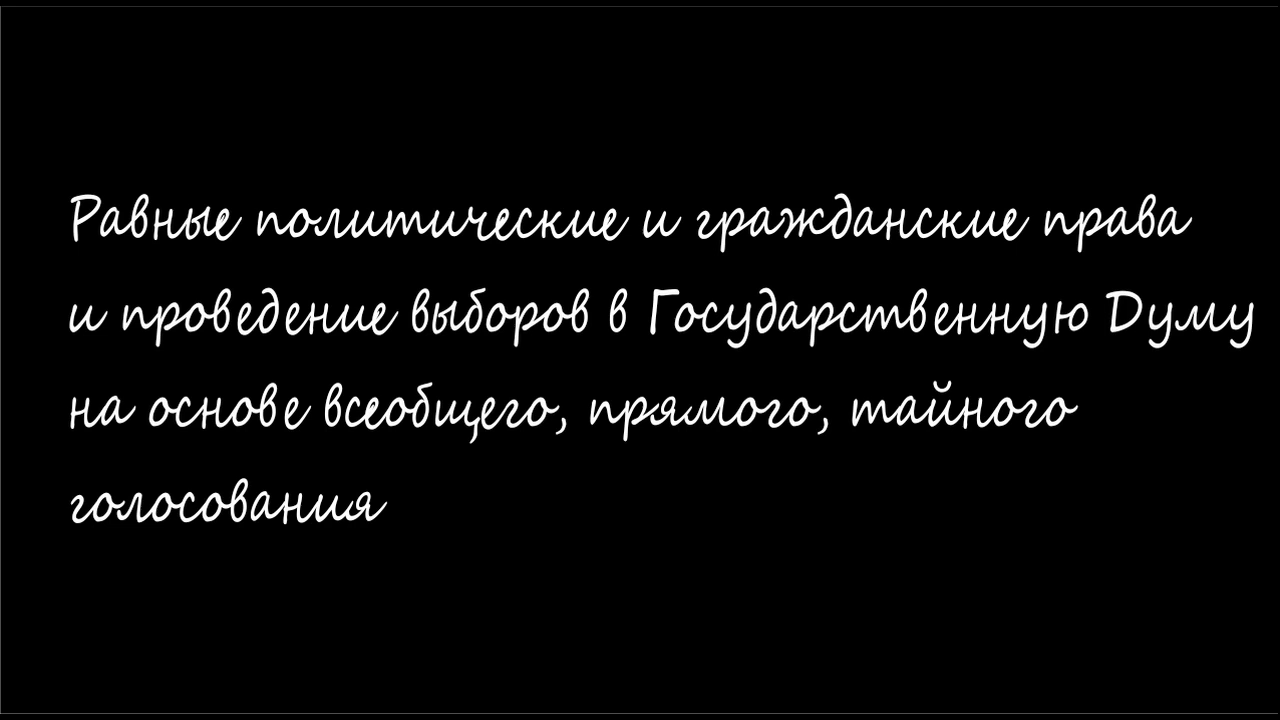 Равные политические и гражданские права
и проведение выборов в Государственную Думу
на основе всеобщего, прямого, тайного
голосования